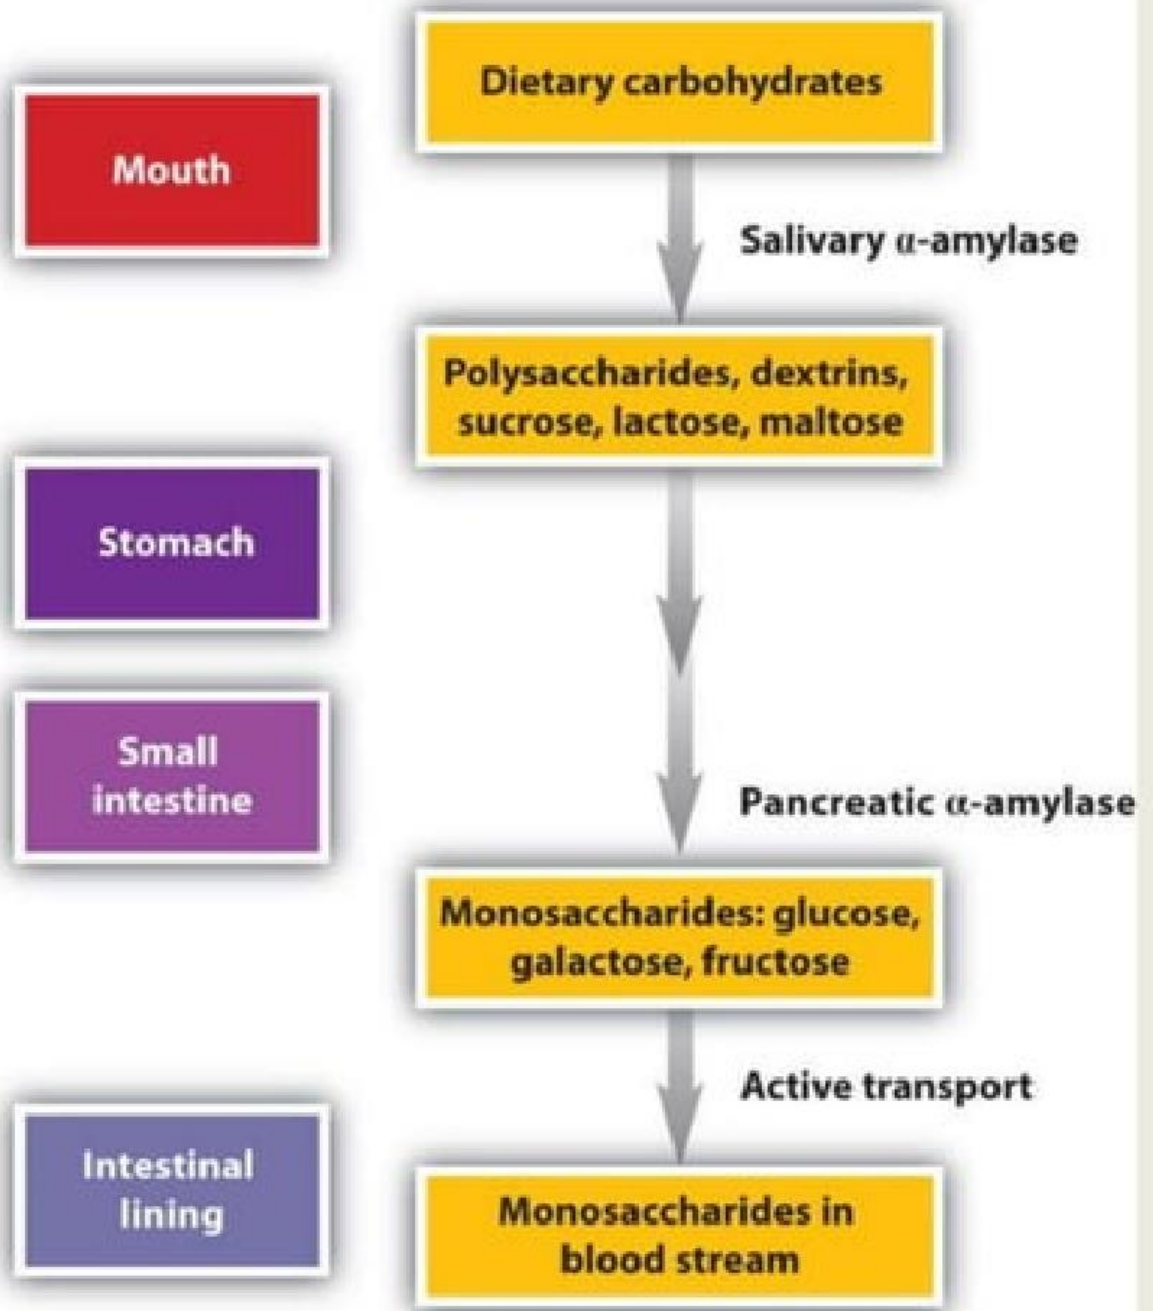 Dietary carbohydrates
Mouth
Salivary α-amylase
Polysaccharides, dextrins,
sucrose, lactose, maltose
Stomach
Small
intestine
Pancreatic α-amylase
Monosaccharides: glucose,
galactose, fructose
Active transport
Intestinal
lining
Monosaccharides in
blood stream